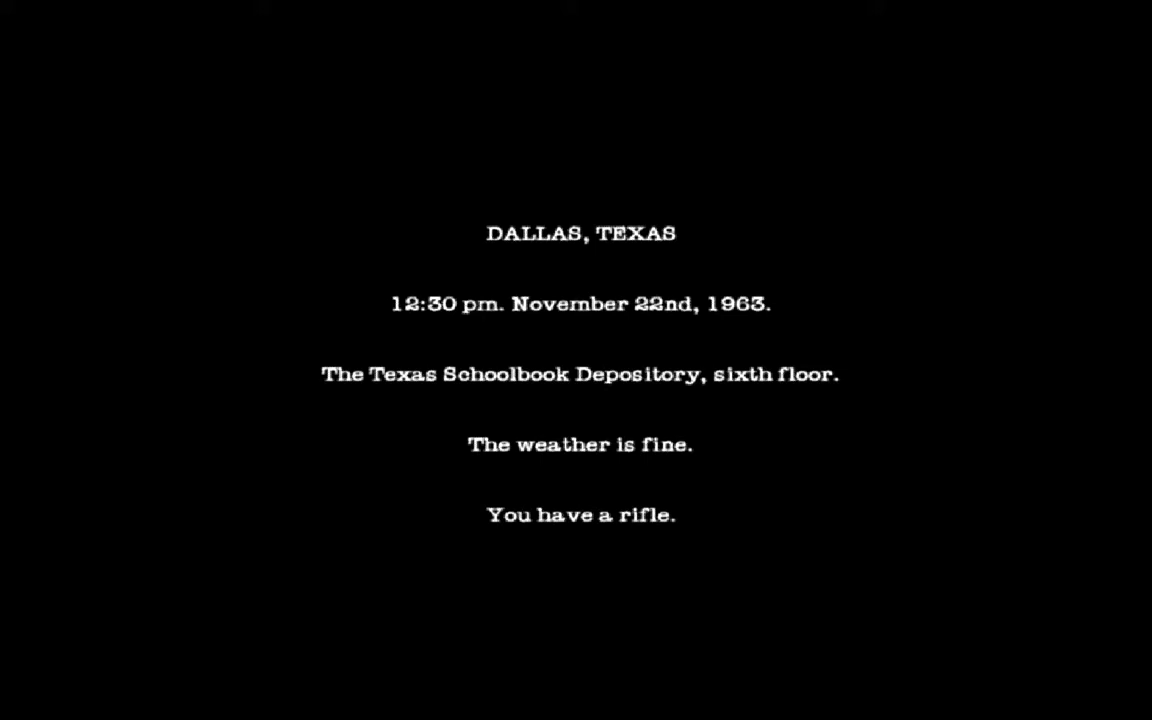 DALLAS, TEXAS
12:30 pm. November 22nd, 1963.
The Texas Schoolbook Depository, sixth floor.
The weather is fine.
You have a rifle.